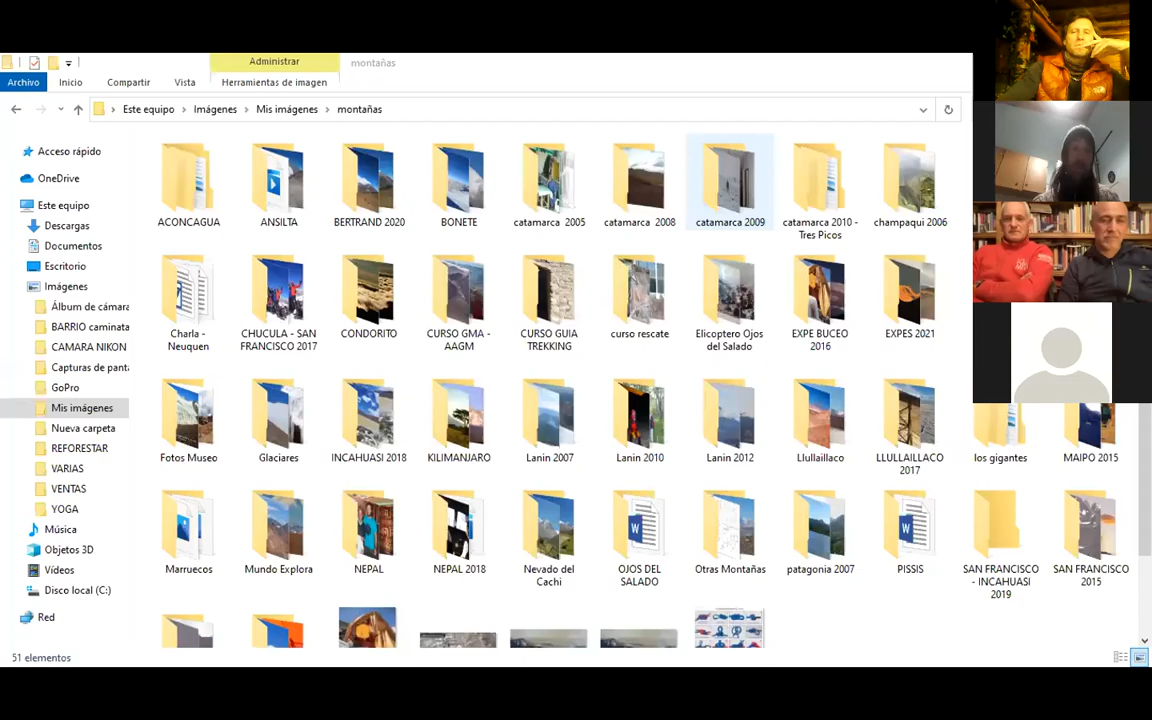 Administrar
montañas
Archivo
Inicio
Compartir
Vista
Herramientas de imagen
Este equipo
Imágenes
Mis imágenes
montañas
Acceso rápido
OneDrive
Este equipo
Descargas
Documentos
Escritorio
Imágenes
Álbum de cámara
BARRIO caminata
CAMARA NIKON
Capturas de panta
GoPro
Mis imágenes
Nueva carpeta
REFORESTAR
VARIAS
VENTAS
YOGA
Música
Objetos 3D
Vídeos
Disco local (C:)
Red
ACONCAGUA
ANSILTA
BERTRAND 2020
BONETE
catamarca 2005
catamarca 2008
catamarca 2009
catamarca 2010 -
Tres Picos
champaqui 2006
Charla -
Neuquen
CHUCULA - SAN
FRANCISCO 2017
CONDORITO
CURSO GMA -
AAGM
CURSO GUIA
TREKKING
curso rescate
Elicoptero Ojos
del Salado
EXPE BUCEO
2016
EXPES 2021
Fotos Museo
Glaciares
INCAHUASI 2018
KILIMANJARO
Lanin 2007
Lanin 2010
Lanin 2012
Llullaillaco
LLULLAILLACO
2017
los gigantes
MAIPO 2015
Marruecos
Mundo Explora
NEPAL
NEPAL 2018
Nevado del
Cachi
OJOS DEL
SALADO
Otras Montañas
patagonia 2007
PISSIS
SAN FRANCISCO
- INCAHUASI
2019
SAN FRANCISCO
2015
51 elementos